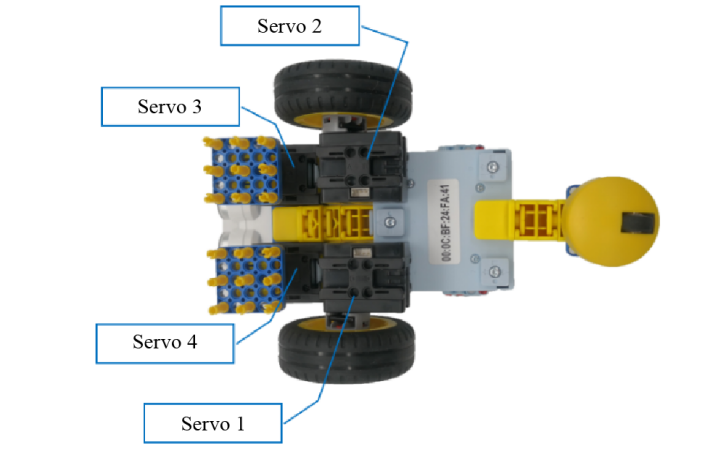 Servo 2
Servo 3
00:0C:BF:24:FA:41
Servo 4
Servo 1